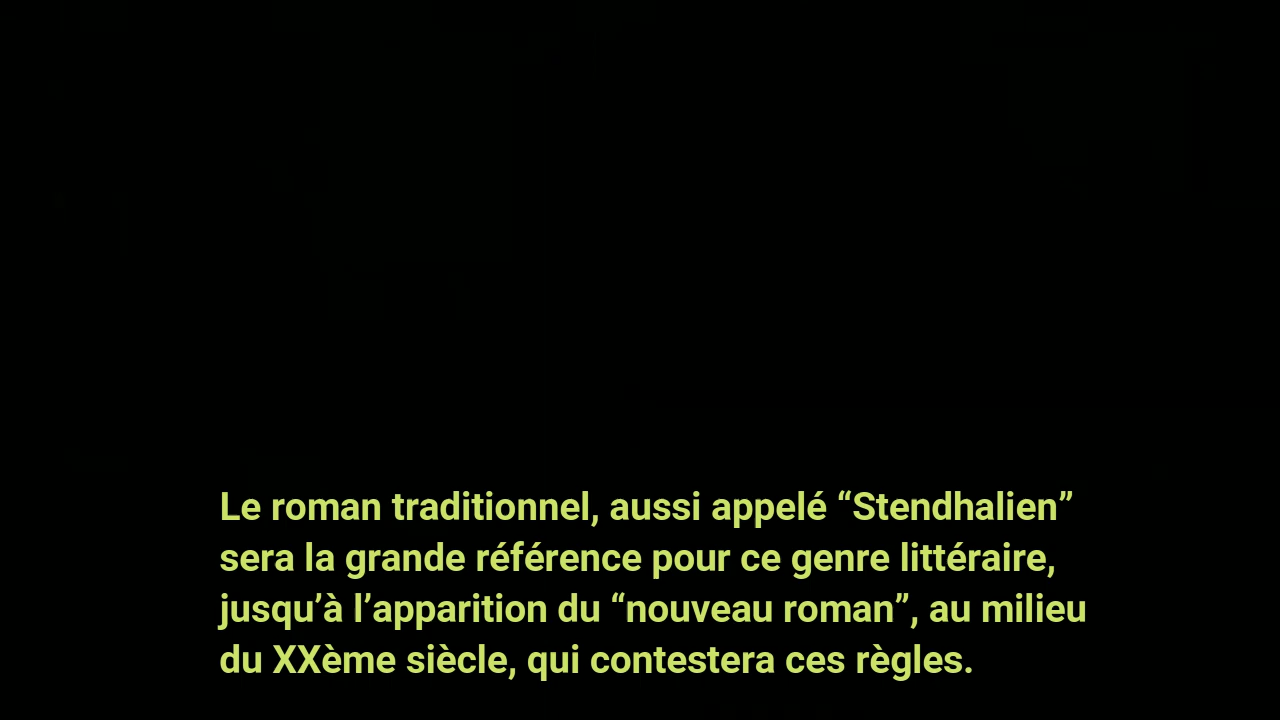 Le roman traditionnel, aussi appelé “Stendhalien”
sera la grande référence pour ce genre littéraire,
jusqu’à l’apparition du “nouveau roman”, au milieu
du XXème siècle, qui contestera ces règles.